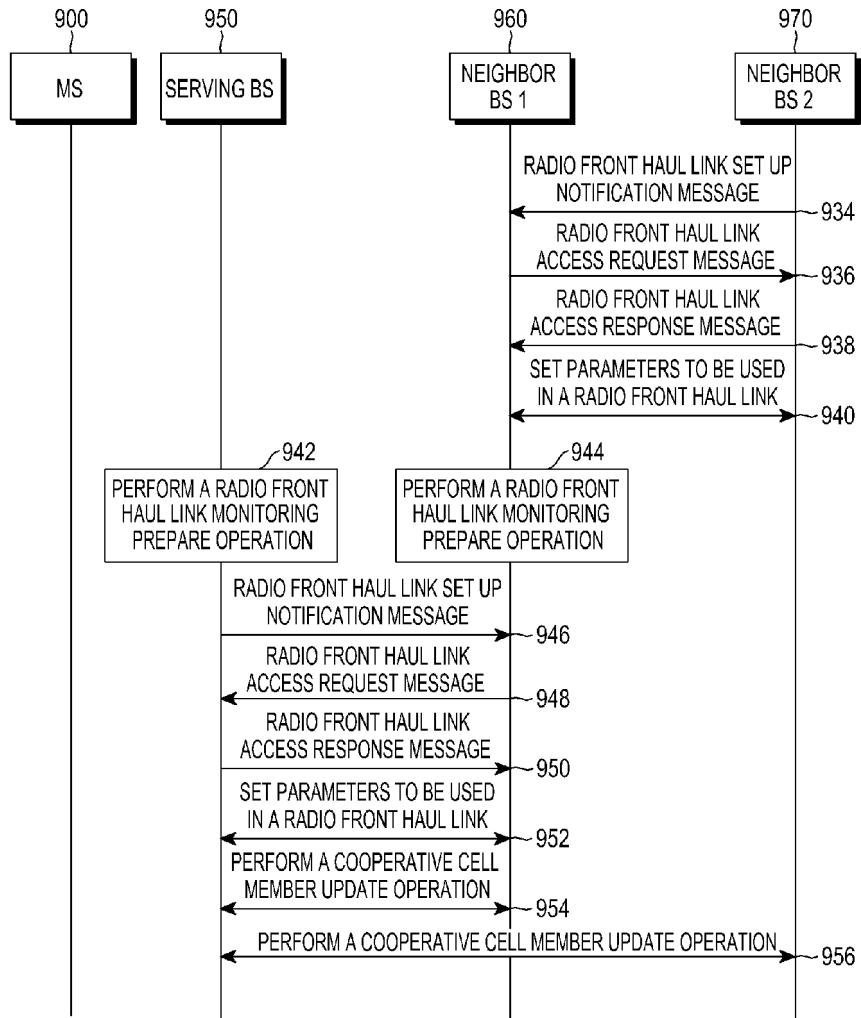 900
950
960
970
MS
SERVING BS
NEIGHBOR
BS 1
NEIGHBOR
BS 2
RADIO FRONT HAUL LINK SET UP
NOTIFICATION MESSAGE
934
RADIO FRONT HAUL LINK
ACCESS REQUEST MESSAGE
936
RADIO FRONT HAUL LINK
ACCESS RESPONSE MESSAGE
938
SET PARAMETERS TO BE USED
IN A RADIO FRONT HAUL LINK
940
942
944
PERFORM A RADIO FRONT
HAUL LINK MONITORING
PREPARE OPERATION
PERFORM A RADIO FRONT
HAUL LINK MONITORING
PREPARE OPERATION
RADIO FRONT HAUL LINK SET UP
NOTIFICATION MESSAGE
946
RADIO FRONT HAUL LINK
ACCESS REQUEST MESSAGE
948
RADIO FRONT HAUL LINK
ACCESS RESPONSE MESSAGE
950
SET PARAMETERS TO BE USED
IN A RADIO FRONT HAUL LINK
952
PERFORM A COOPERATIVE CELL
MEMBER UPDATE OPERATION
954
PERFORM A COOPERATIVE CELL MEMBER UPDATE OPERATION
956